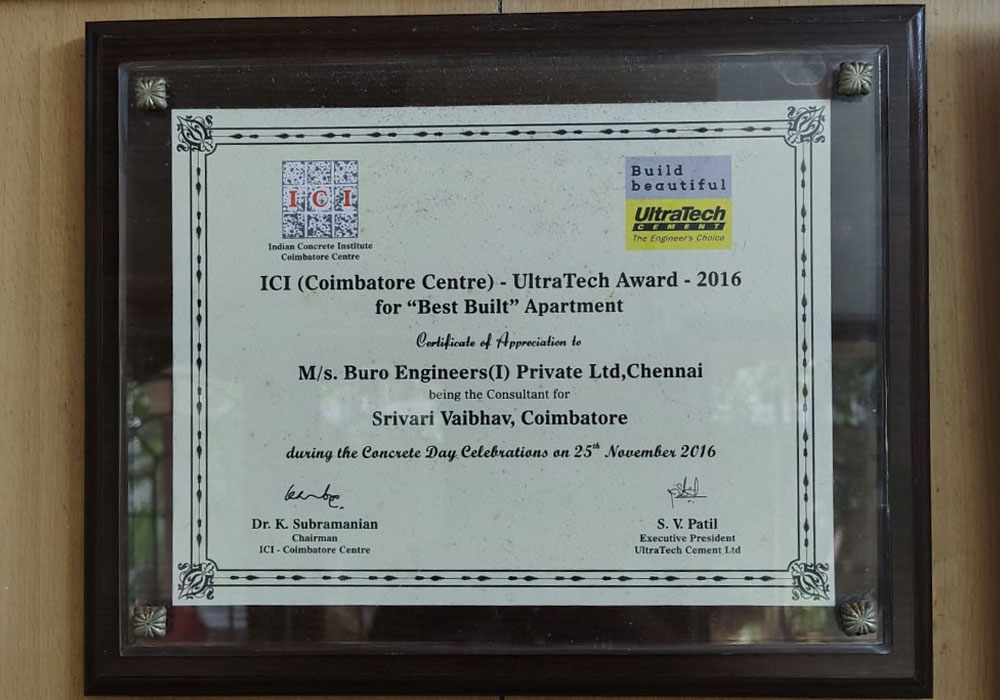 I C I
Indian Concrete Institute
Coimbatore Centre
Build
beautiful
UltraTech
CEMENT
The Engineer's Choice
ICI (Coimbatore Centre) - UltraTech Award - 2016
for “Best Built” Apartment
Certificate of Appreciation to
M/s. Buro Engineers(I) Private Ltd,Chennai
being the Consultant for
Srivari Vaibhav, Coimbatore
during the Concrete Day Celebrations on 25th November 2016
Dr. K. Subramanian
Chairman
ICI - Coimbatore Centre
S. V. Patil
Executive President
UltraTech Cement Ltd